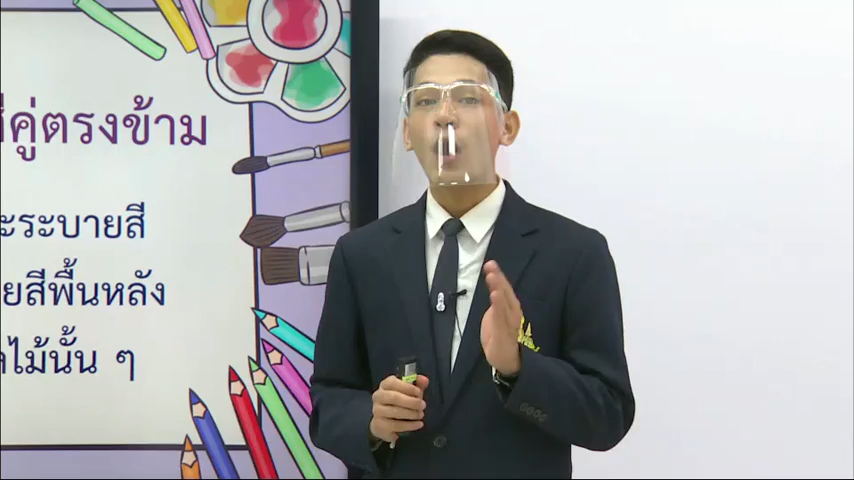 สีคู่ตรงข้าม
ะระบายสี
ยสีพื้นหลัง
ไม้นั้น ๆ